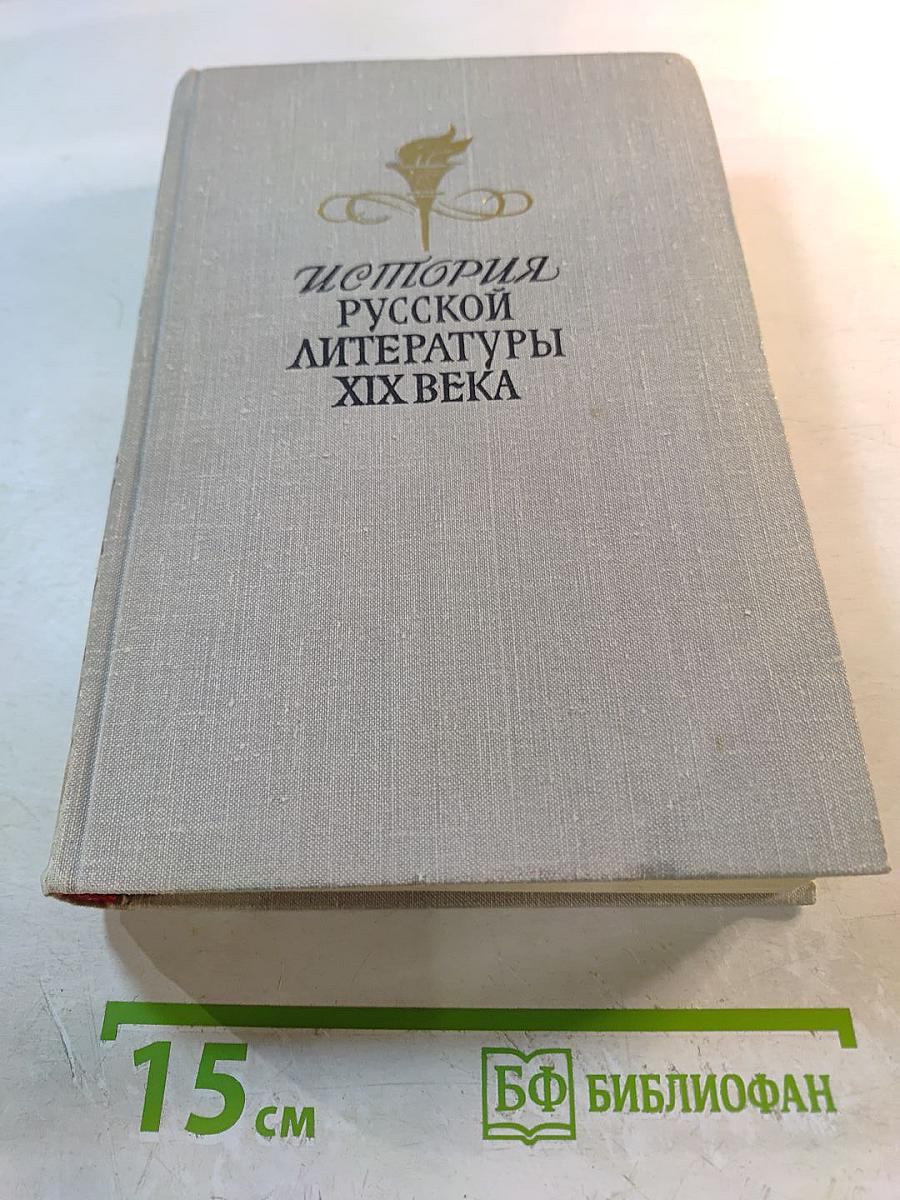 ИСТОРИЯ
РУССКОЙ
ЛИТЕРАТУРЫ
XIX ВЕКА
15 см
БФ БИБЛИОФАН